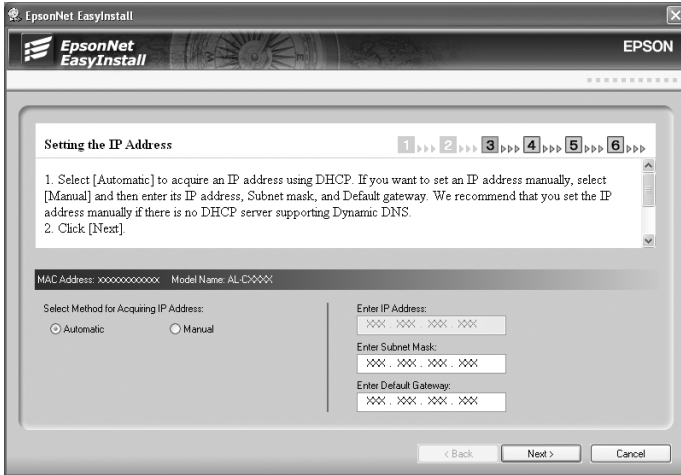 EpsonNet EasyInstall
EpsonNet
EasyInstall
EPSON
Setting the IP Address
1 2 3 4 5 6
1. Select [Automatic] to acquire an IP address using DHCP. If you want to set an IP address manually, select
[Manual] and then enter its IP address, Subnet mask, and Default gateway. We recommend that you set the IP
address manually if there is no DHCP server supporting Dynamic DNS.
2. Click [Next].
MAC Address: xxxxxxxxxxxx Model Name: AL-CXXXX
Select Method for Acquiring IP Address:
Automatic Manual
Enter IP Address:
XXX . XXX . XXX . XXX
Enter Subnet Mask:
XXX . XXX . XXX . XXX
Enter Default Gateway:
XXX . XXX . XXX . XXX
< Back Next > Cancel